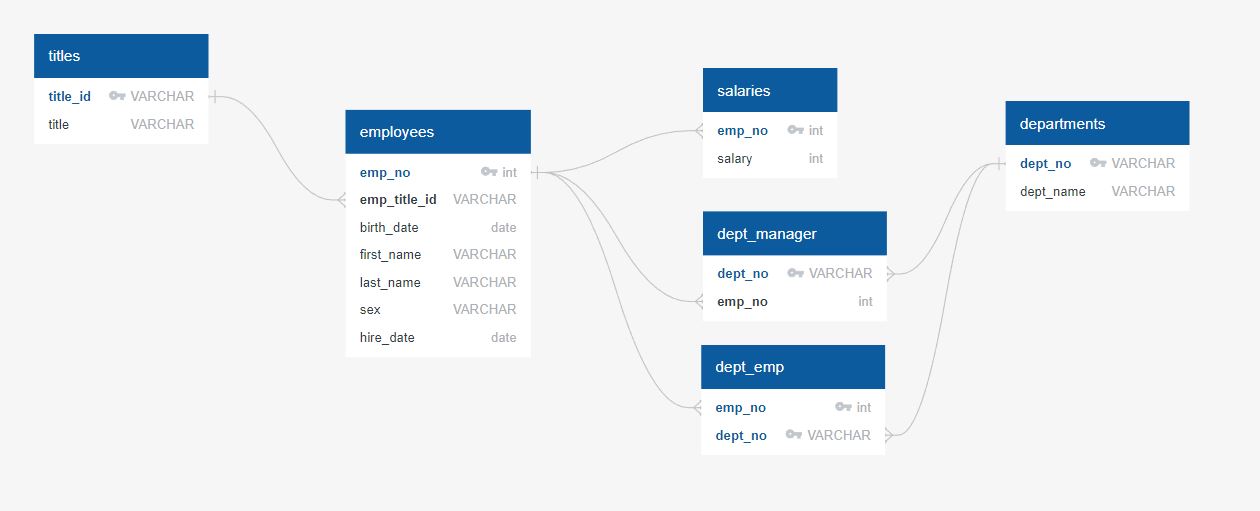 titles
title_id VARCHAR
title VARCHAR
employees
emp_no int
emp_title_id VARCHAR
birth_date date
first_name VARCHAR
last_name VARCHAR
sex VARCHAR
hire_date date
salaries
emp_no int
salary int
dept_manager
dept_no VARCHAR
emp_no int
dept_emp
emp_no int
dept_no VARCHAR
departments
dept_no VARCHAR
dept_name VARCHAR